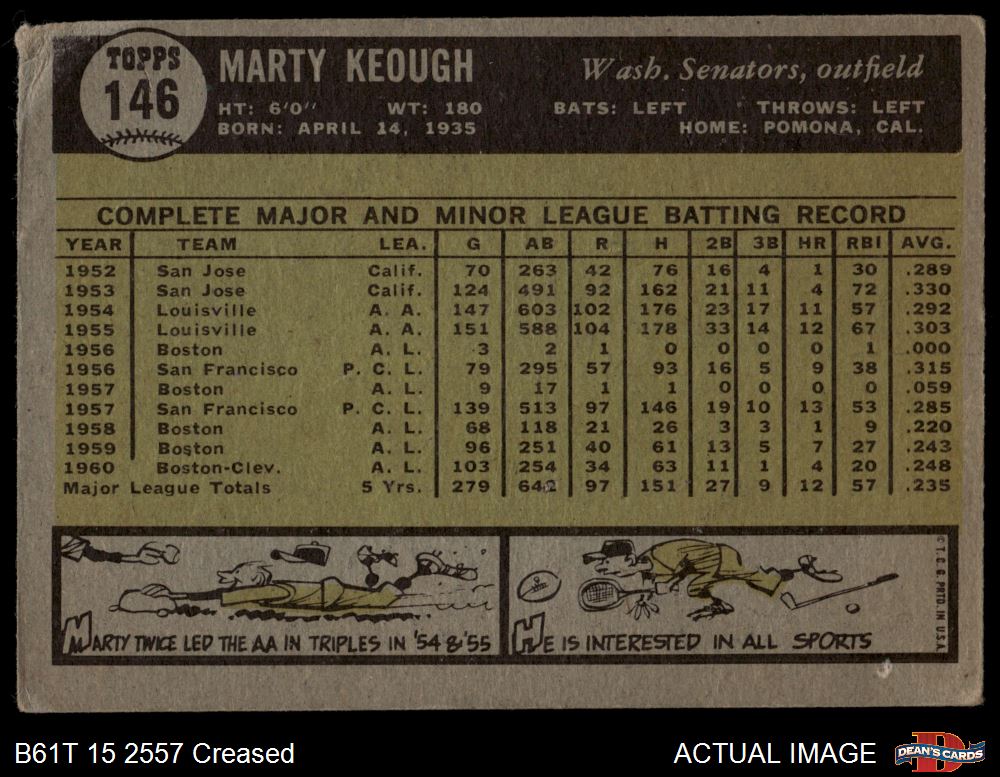 TOPPS
146
MARTY KEOUGH
Wash. Senators, outfield
HT: 6'0" WT: 180 BATS: LEFT THROWS: LEFT
BORN: APRIL 14, 1935 HOME: POMONA, CAL.
COMPLETE MAJOR AND MINOR LEAGUE BATTING RECORD
YEAR TEAM LEA. G AB R H 2B 3B HR RBI AVG.
1952 San Jose Calif. 70 263 42 76 16 4 1 30 .289
1953 San Jose Calif. 124 491 92 162 21 11 4 72 .330
1954 Louisville A. A. 147 603 102 176 23 17 11 57 .292
1955 Louisville A. A. 151 588 104 178 33 14 12 67 .303
1956 Boston A. L. 3 2 1 0 0 0 0 1 .000
1956 San Francisco P. C. L. 79 295 57 93 16 5 9 38 .315
1957 Boston A. L. 9 17 1 1 0 0 0 0 .059
1957 San Francisco P. C. L. 139 513 97 146 19 10 13 53 .285
1958 Boston A. L. 68 118 21 26 3 3 1 9 .220
1959 Boston A. L. 96 251 40 61 13 5 7 27 .243
1960 Boston-Clev. A. L. 103 254 34 63 11 1 4 20 .248
Major League Totals 5 Yrs. 279 642 97 151 27 9 12 57 .235
MARTY TWICE LED THE AA IN TRIPLES IN '54 & '55
HE IS INTERESTED IN ALL SPORTS
© T. C. G. PRTD. IN U.S.A.
B61T 15 2557 Creased
ACTUAL IMAGE
DEAN'S CARDS